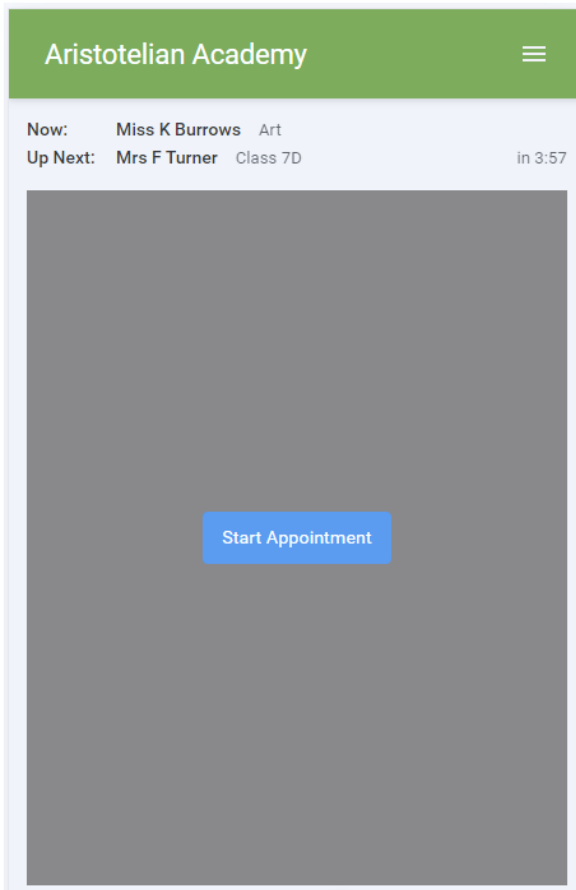 Aristotelian Academy
Now: Miss K Burrows Art
Up Next: Mrs F Turner Class 7D in 3:57
Start Appointment